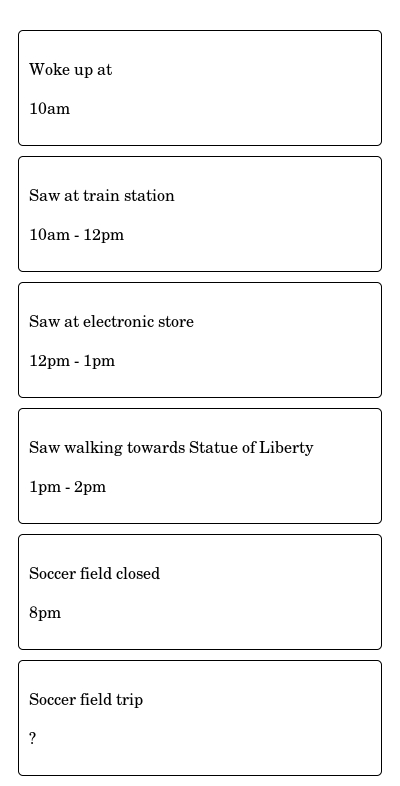 Woke up at
10am
Saw at train station
10am - 12pm
Saw at electronic store
12pm - 1pm
Saw walking towards Statue of Liberty
1pm - 2pm
Soccer field closed
8pm
Soccer field trip
?